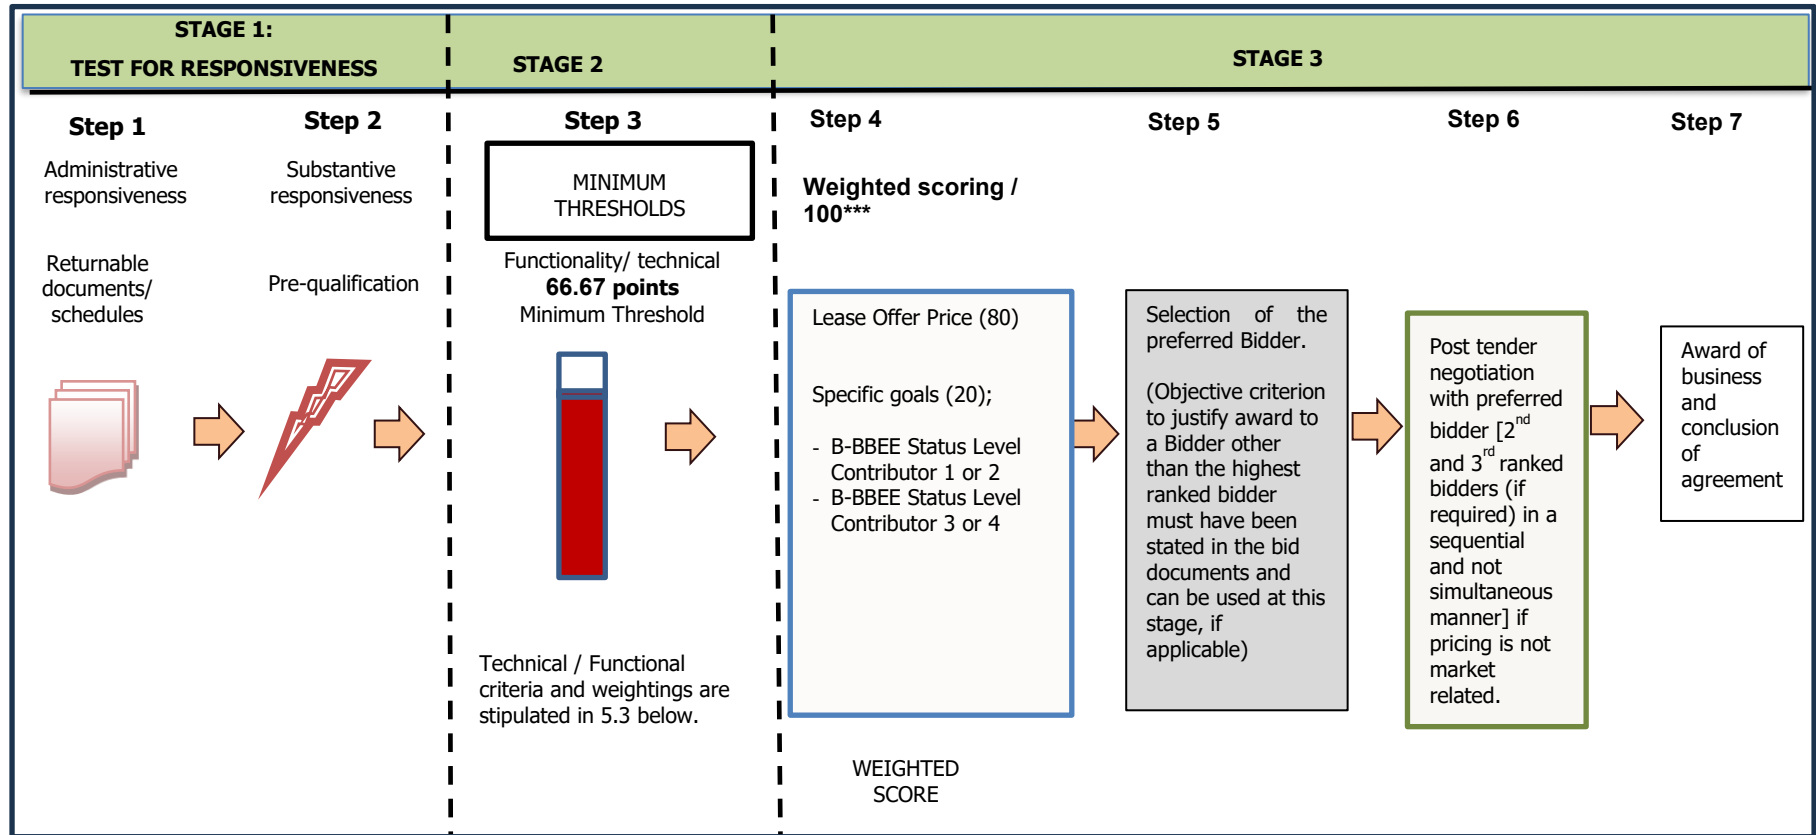 STAGE 1:
TEST FOR RESPONSIVENESS
STAGE 2
STAGE 3
Step 1
Administrative
responsiveness
Returnable
documents/
schedules
Step 2
Substantive
responsiveness
Pre-qualification
Step 3
MINIMUM
THRESHOLDS
Functionality/ technical
66.67 points
Minimum Threshold
Technical / Functional
criteria and weightings are
stipulated in 5.3 below.
Step 4
Weighted scoring /
100***
Lease Offer Price (80)
Specific goals (20);
- B-BBEE Status Level
Contributor 1 or 2
- B-BBEE Status Level
Contributor 3 or 4
WEIGHTED
SCORE
Step 5
Selection of the
preferred Bidder.
(Objective criterion
to justify award to
a Bidder other
than the highest
ranked bidder
must have been
stated in the bid
documents and
can be used at this
stage, if
applicable)
Step 6
Post tender
negotiation
with preferred
bidder [2nd
and 3rd ranked
bidders (if
required) in a
sequential
and not
simultaneous
manner] if
pricing is not
market
related.
Step 7
Award of
business
and
conclusion
of
agreement